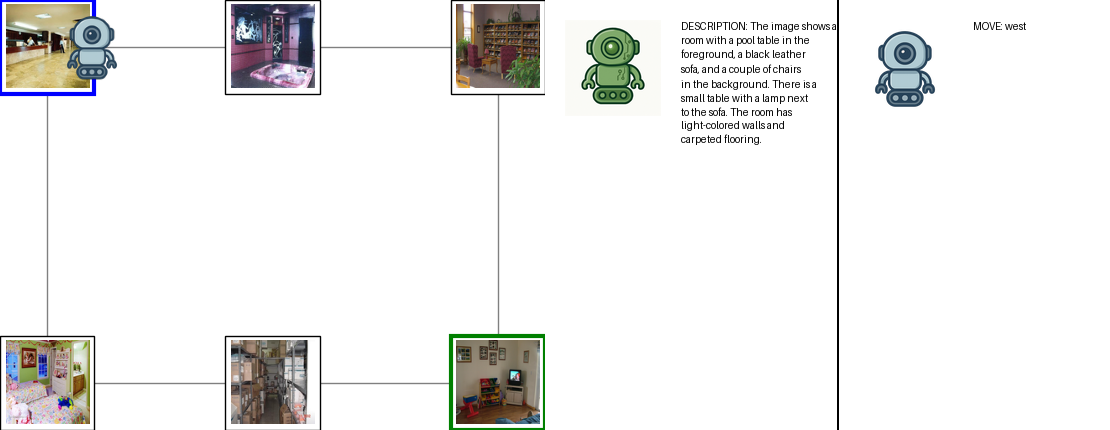 DESCRIPTION: The image shows a
room with a pool table in the
foreground, a black leather
sofa, and a couple of chairs
in the background. There is a
small table with a lamp next
to the sofa. The room has
light-colored walls and
carpeted flooring.
MOVE: west